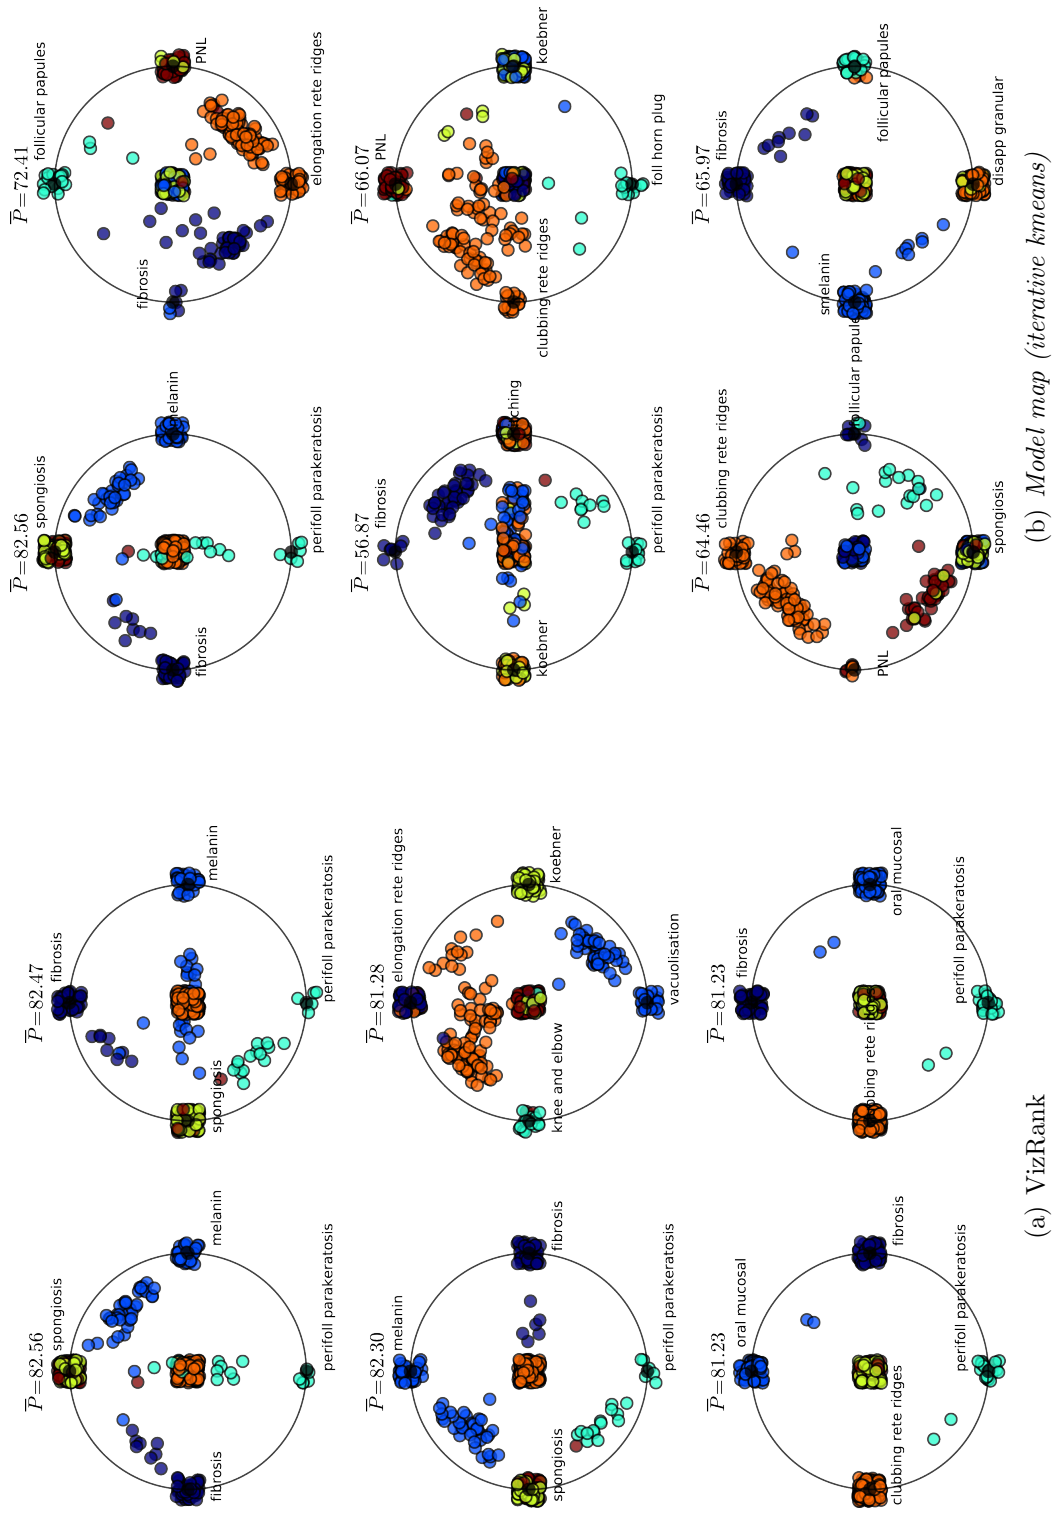 P̅=82.56
spongiosis
melanin
fibrosis
perifoll parakeratosis
P̅=82.47
fibrosis
melanin
spongiosis
perifoll parakeratosis
P̅=82.30
melanin
fibrosis
spongiosis
perifoll parakeratosis
P̅=81.28
elongation rete ridges
koebner
knee and elbow
vacuolisation
P̅=81.23
oral mucosal
fibrosis
clubbing rete ridges
perifoll parakeratosis
P̅=81.23
fibrosis
oral mucosal
perifoll parakeratosis
(a) VizRank
P̅=82.56
spongiosis
melanin
fibrosis
perifoll parakeratosis
P̅=72.41
follicular papules
PNL
fibrosis
elongation rete ridges
P̅=56.87
fibrosis
koebner
perifoll parakeratosis
P̅=66.07
PNL
koebner
clubbing rete ridges
foll horn plug
P̅=64.46
clubbing rete ridges
PNL
spongiosis
P̅=65.97
fibrosis
follicular papules
smelanin
disapp granular
(b) Model map (iterative kmeans)